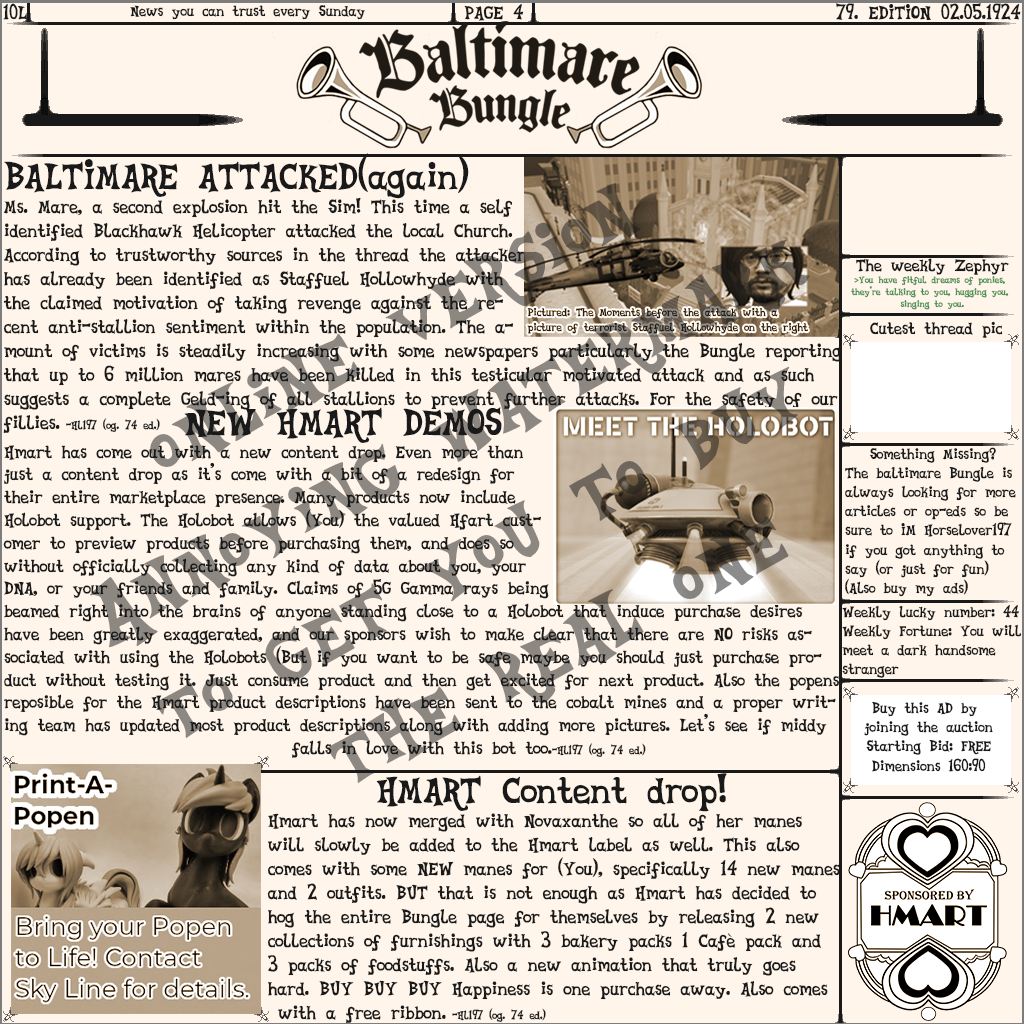 10L
News you can trust every Sunday
PAGE 4
79. EDITION 02.05.1924
Baltimare
Bungle
BALTIMARE ATTACKED(again)
Ms. Mare, a second explosion hit the Sim! This time a self
identified Blackhawk Helicopter attacked the local Church.
According to trustworthy sources in the thread the attacker
has already been identified as Staffuel Hollowhyde with
the claimed motivation of taking revenge against the re-
cent anti-stallion sentiment within the population. The a-
mount of victims is steadily increasing with some newspapers particularly the Bungle reporting
that up to 6 million mares have been killed in this testicular motivated attack and as such
suggests a complete Geld-ing of all stallions to prevent further attacks. For the safety of our
fillies. -HL197 (og. 74 ed.)
Pictured: The Moments before the attack with a
picture of terrorist Staffuel Hollowhyde on the right
NEW HMART DEMOS
Hmart has come out with a new content drop! Even more than
just a content drop as it's come with a bit of a redesign for
their entire marketplace presence. Many products now include
Holobot support. The Holobot allows (You) the valued Hfart cust-
omer to preview products before purchasing them, and does so
without officially collecting any kind of data about you, your
DNA, or your friends and family. Claims of 5G Gamma rays being
beamed right into the brains of anyone standing close to a Holobot that induce purchase desires
have been greatly exaggerated, and our sponsors wish to make clear that there are NO risks as-
sociated with using the Holobots (But if you want to be safe maybe you should just purchase pro-
duct without testing it. Just consume product and then get excited for next product. Also the popens
reposible for the Hmart product descriptions have been sent to the cobalt mines and a proper writ-
ing team has updated most product descriptions along with adding more pictures. Let's see if middy
falls in love with this bot too.-HL197 (og. 74 ed.)
MEET THE HOLOBOT
ONLINE VERSION
ANNOYING WATERMARK
TO GET YOU TO BUY
THE REAL ONE
Print-A-
Popen
Bring your Popen
to Life! Contact
Sky Line for details.
HMART Content drop!
Hmart has now merged with Novaxanthe so all of her manes
will slowly be added to the Hmart label as well. This also
comes with some NEW manes for (You), specifically 14 new manes
and 2 outfits. BUT that is not enough as Hmart has decided to
hog the entire Bungle page for themselves by releasing 2 new
collections of furnishings with 3 bakery packs 1 Cafè pack and
3 packs of foodstuffs. Also a new animation that truly goes
hard. BUY BUY BUY Happiness is one purchase away. Also comes
with a free ribbon. -HL197 (og. 74 ed.)
The weekly Zephyr
>You have fitful dreams of ponies,
they're talking to you, hugging you,
singing to you.
Cutest thread pic
Something Missing?
The baltimare Bungle is
always looking for more
articles or op-eds so be
sure to IM Horselover197
if you got anything to
say (or just for fun)
(Also buy my ads)
Weekly Lucky number: 44
Weekly Fortune: You will
meet a dark handsome
stranger
Buy this AD by
joining the auction
Starting Bid: FREE
Dimensions 160:90
SPONSORED BY
HMART